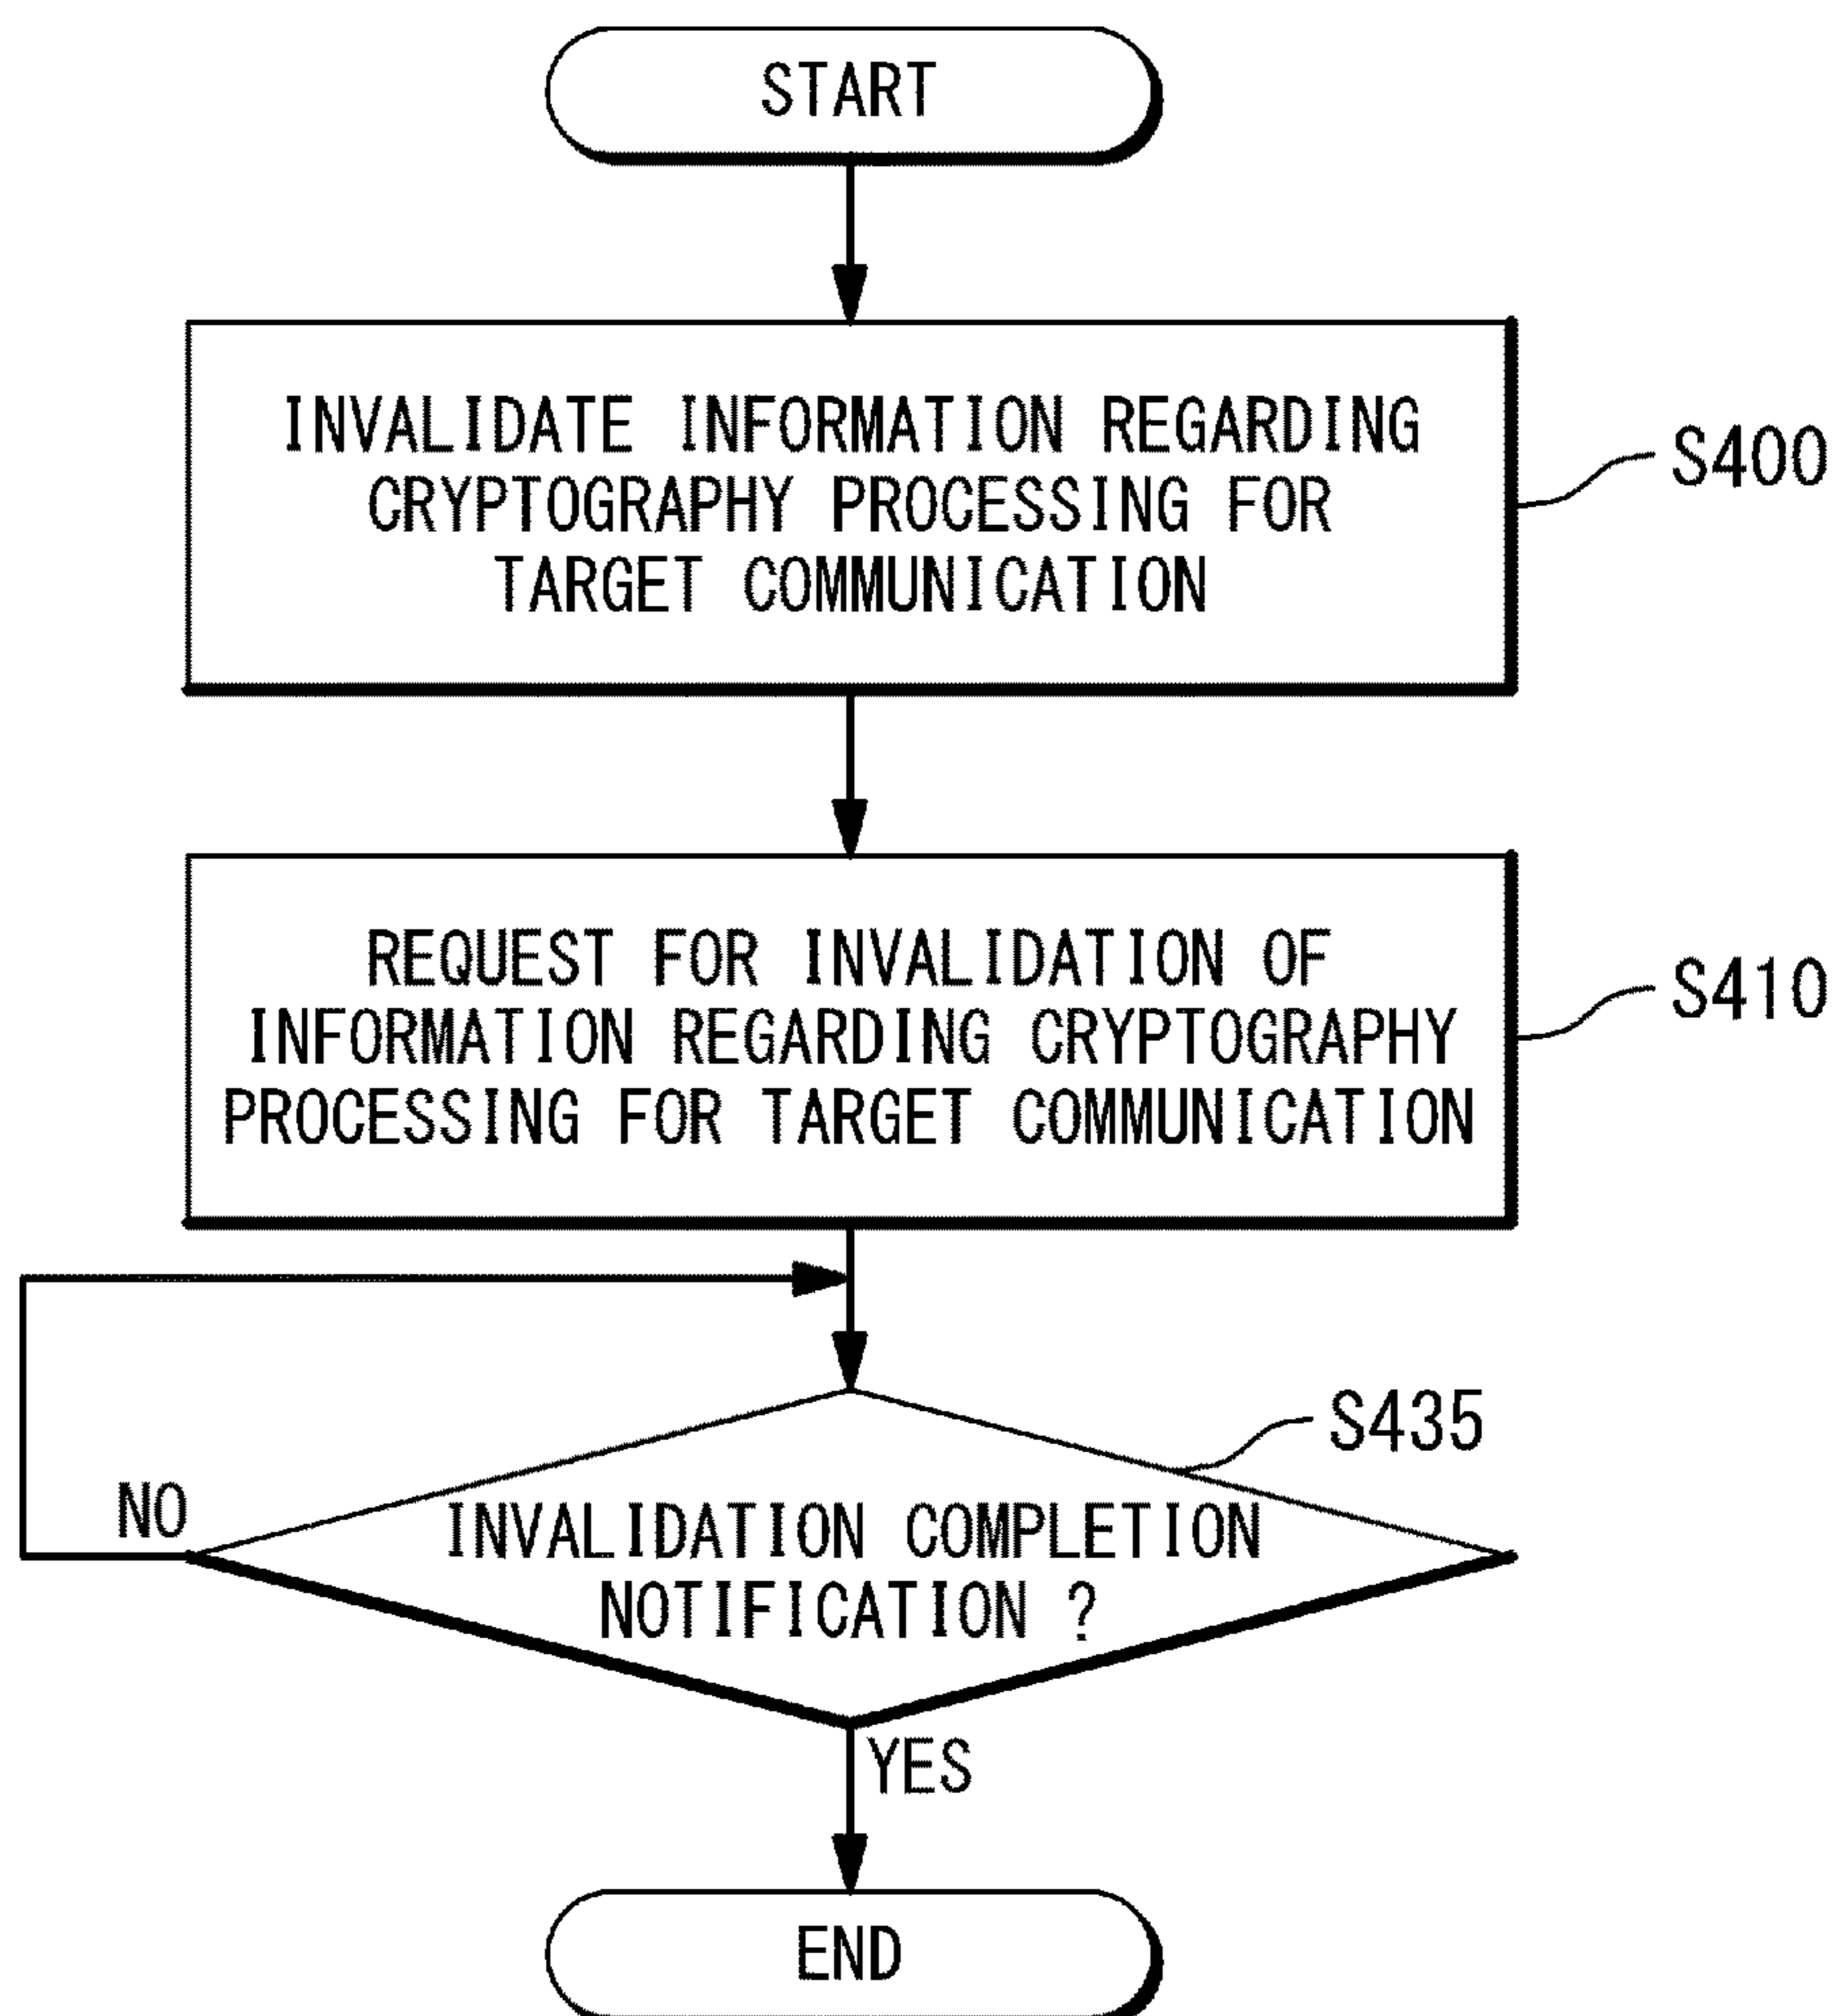 START
INVALIDATE INFORMATION REGARDING
CRYPTOGRAPHY PROCESSING FOR
TARGET COMMUNICATION
S400
REQUEST FOR INVALIDATION OF
INFORMATION REGARDING CRYPTOGRAPHY
PROCESSING FOR TARGET COMMUNICATION
S410
S435
NO
INVALIDATION COMPLETION
NOTIFICATION ?
YES
END